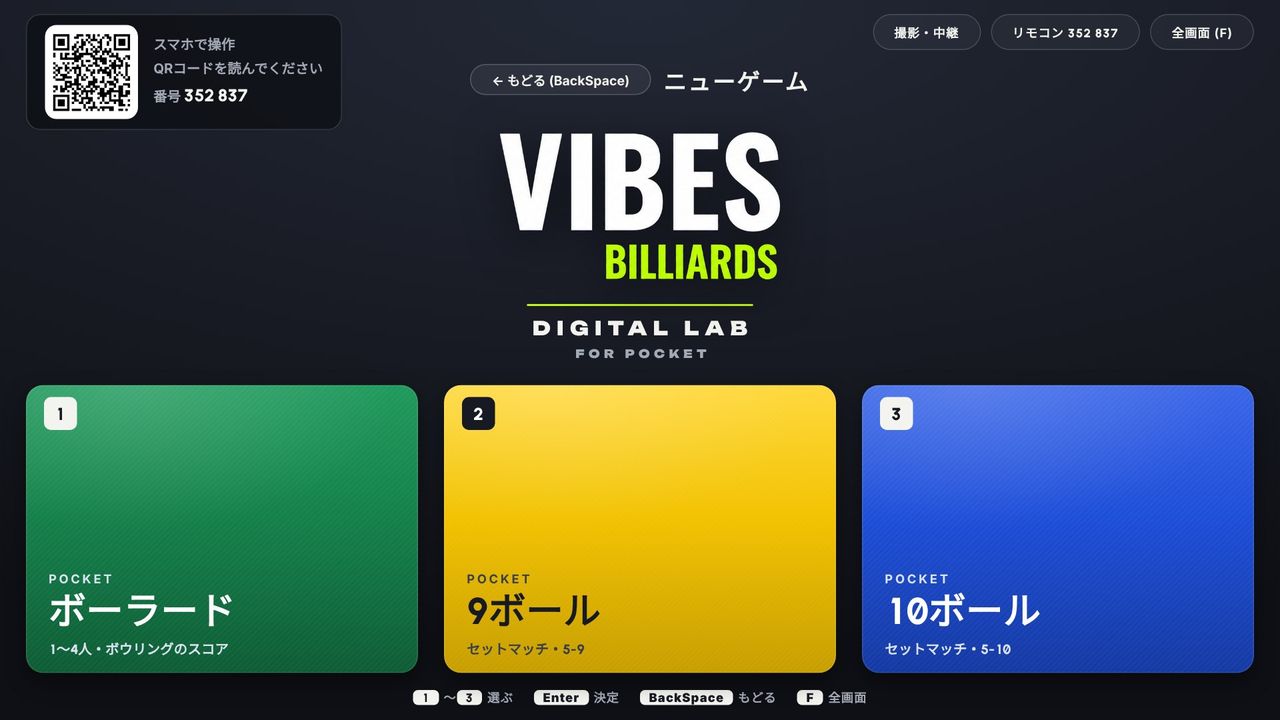 スマホで操作
QRコードを読んでください
番号 352 837
撮影・中継
リモコン 352 837
全画面 (F)
← もどる (BackSpace)
ニューゲーム
VIBES
BILLIARDS
DIGITAL LAB
FOR POCKET
1
POCKET
ボーラード
1〜4人・ボウリングのスコア
2
POCKET
9ボール
セットマッチ・5-9
3
POCKET
10ボール
セットマッチ・5-10
1 〜 3 選ぶ Enter 決定 BackSpace もどる F 全画面